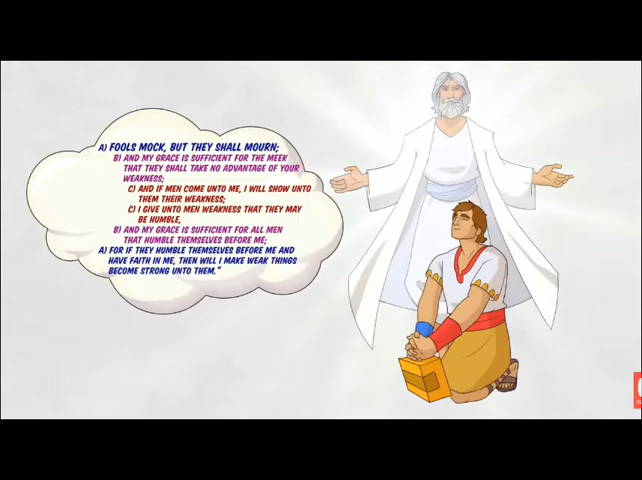 A) FOOLS MOCK, BUT THEY SHALL MOURN;
B) AND MY GRACE IS SUFFICIENT FOR THE MEEK
THAT THEY SHALL TAKE NO ADVANTAGE OF YOUR
WEAKNESS;
C) AND IF MEN COME UNTO ME, I WILL SHOW UNTO
THEM THEIR WEAKNESS;
C) I GIVE UNTO MEN WEAKNESS THAT THEY MAY
BE HUMBLE,
B) AND MY GRACE IS SUFFICIENT FOR ALL MEN
THAT HUMBLE THEMSELVES BEFORE ME;
A) FOR IF THEY HUMBLE THEMSELVES BEFORE ME AND
HAVE FAITH IN ME, THEN WILL I MAKE WEAK THINGS
BECOME STRONG UNTO THEM."